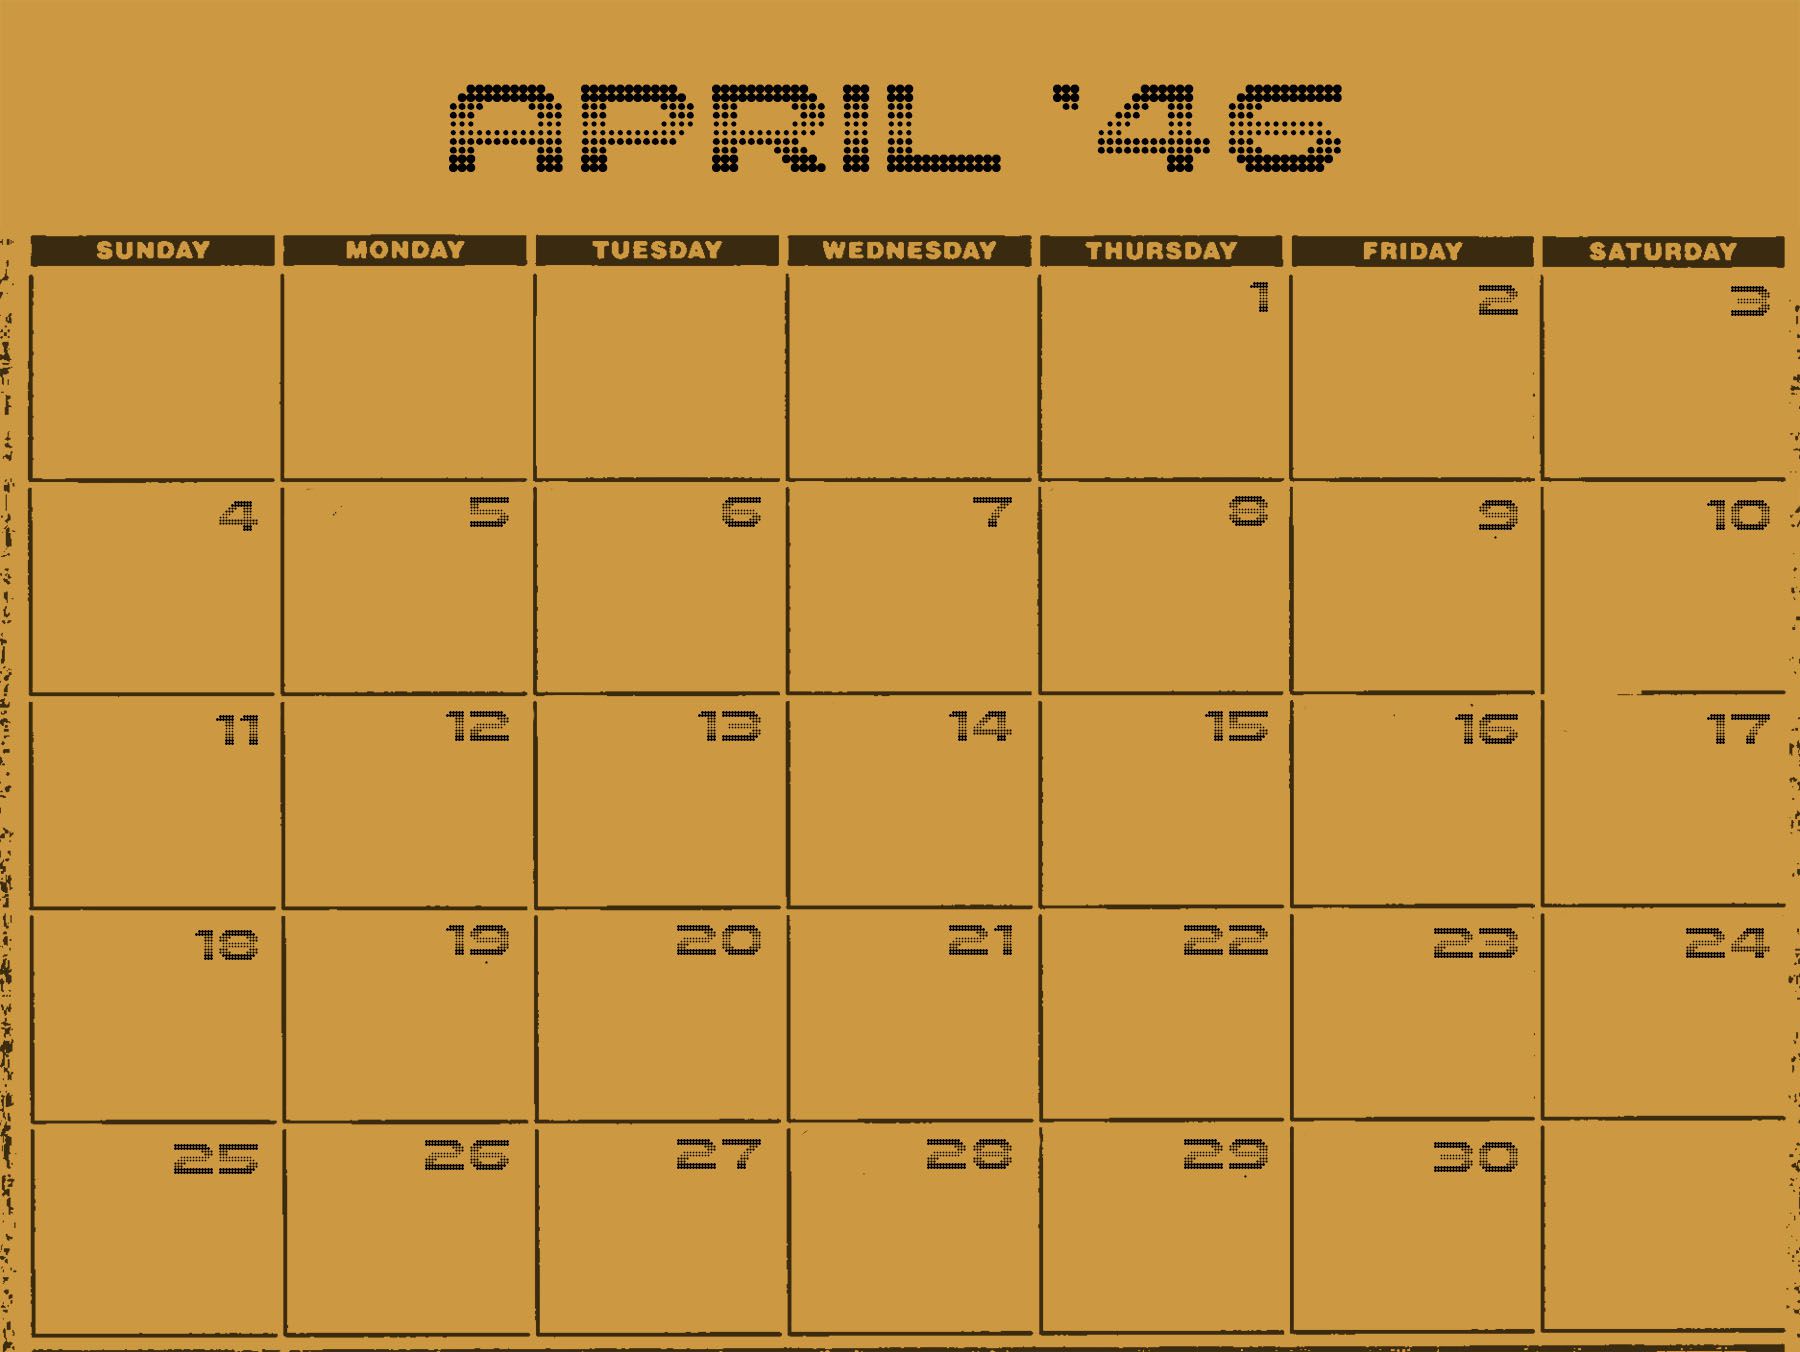 APRIL '46
SUNDAY MONDAY TUESDAY WEDNESDAY THURSDAY FRIDAY SATURDAY
1 2 3
4 5 6 7 8 9 10
11 12 13 14 15 16 17
18 19 20 21 22 23 24
25 26 27 28 29 30